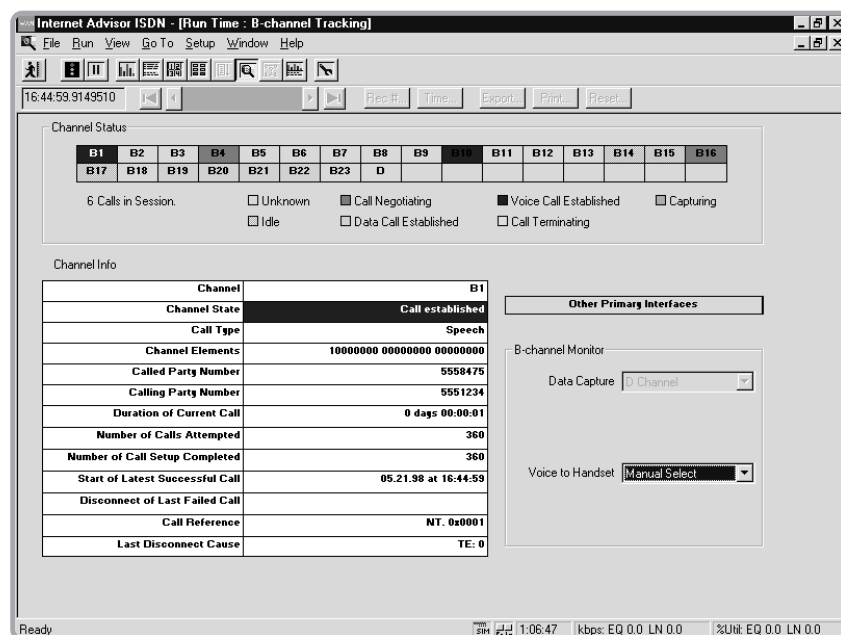 Internet Advisor ISDN - [Run Time : B-channel Tracking]
File Run View Go To Setup Window Help
16:44:59.9149510 Rec #... Time... Export... Print... Reset...
Channel Status
B1 B2 B3 B4 B5 B6 B7 B8 B9 B10 B11 B12 B13 B14 B15 B16
B17 B18 B19 B20 B21 B22 B23 D
6 Calls in Session. Unknown Call Negotiating Voice Call Established Capturing
Idle Data Call Established Call Terminating
Channel Info
Channel B1
Channel State Call established
Call Type Speech
Channel Elements 10000000 00000000 00000000
Called Party Number 5558475
Calling Party Number 5551234
Duration of Current Call 0 days 00:00:01
Number of Calls Attempted 360
Number of Call Setup Completed 360
Start of Latest Successful Call 05.21.98 at 16:44:59
Disconnect of Last Failed Call
Call Reference NT. 0x0001
Last Disconnect Cause TE: 0
Other Primary Interfaces
B-channel Monitor
Data Capture D Channel
Voice to Handset Manual Select
Ready SIM 1:06:47 kbps: EQ 0.0 LN 0.0 %Util: EQ 0.0 LN 0.0